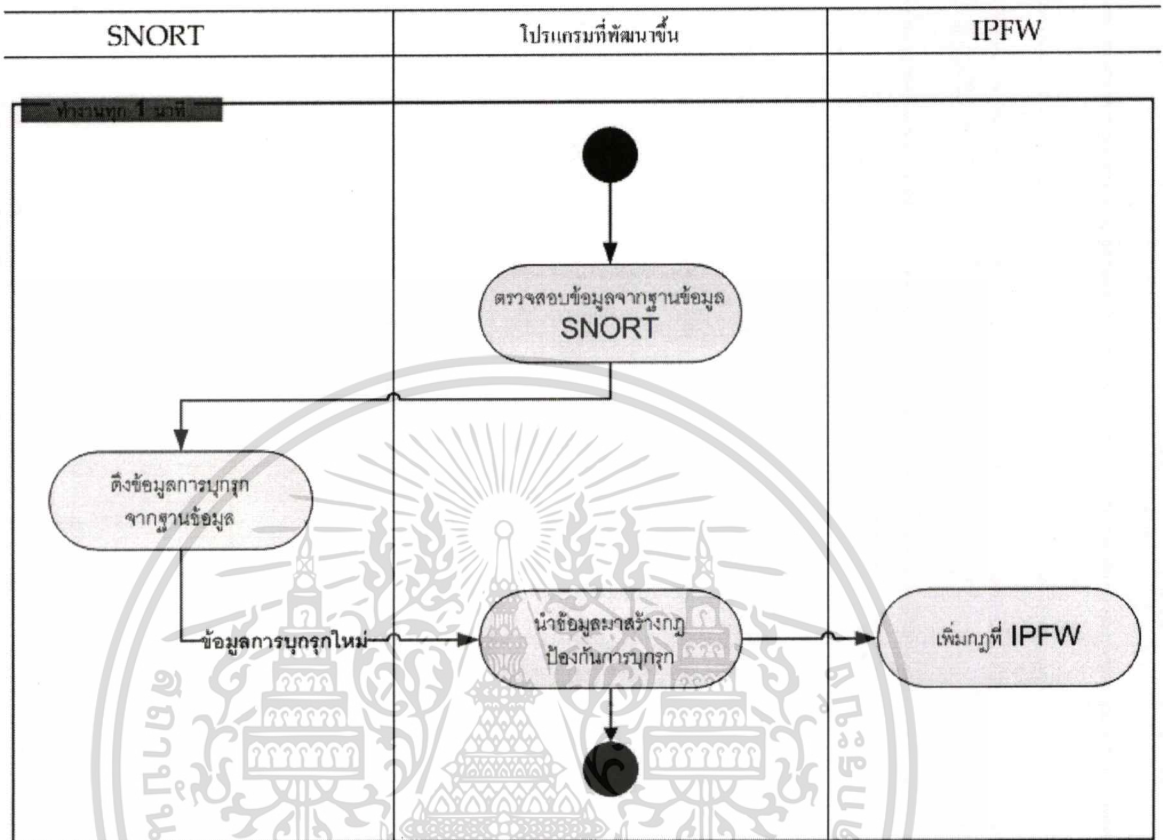 SNORT
โปรแกรมที่พัฒนาขึ้น
IPFW
ทำงานทุก 1 นาที
ตรวจสอบข้อมูลจากฐานข้อมูล
SNORT
ดึงข้อมูลการบุกรุก
จากฐานข้อมูล
ข้อมูลการบุกรุกใหม่
นำข้อมูลมาสร้างกฎ
ป้องกันการบุกรุก
เพิ่มกฎที่ IPFW